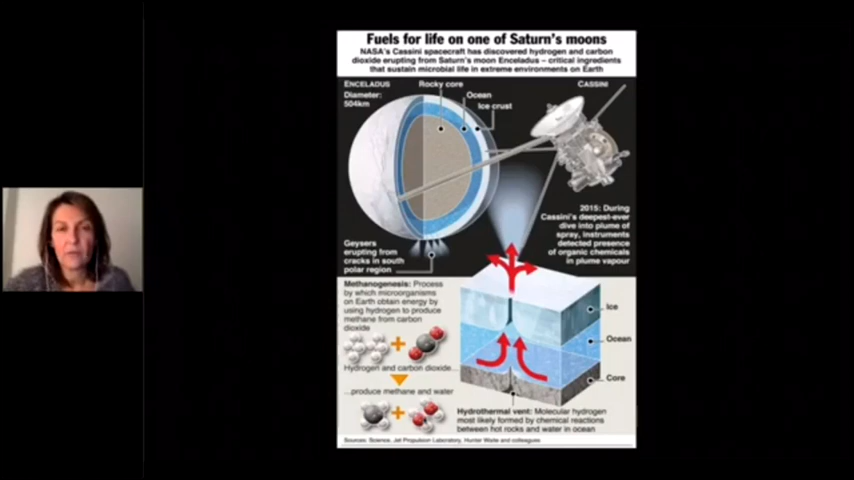 Fuels for life on one of Saturn's moons
NASA's Cassini spacecraft has discovered hydrogen and carbon
dioxide erupting from Saturn's moon Enceladus – critical ingredients
that sustain microbial life in extreme environments on Earth
ENCELADUS
Diameter:
504km
Rocky core
Ocean
Ice crust
CASSINI
2015: During
Cassini's deepest-ever
dive into plume of
spray, instruments
detected presence
of organic chemicals
in plume vapour
Geysers
erupting from
cracks in south
polar region
Methanogenesis: Process
by which microorganisms
on Earth obtain energy by
using hydrogen to produce
methane from carbon
dioxide
Hydrogen and carbon dioxide...
...produce methane and water
Ice
Ocean
Core
Hydrothermal vent: Molecular hydrogen
most likely formed by chemical reactions
between hot rocks and water in ocean
Sources: Science, Jet Propulsion Laboratory, Hunter Waite and colleagues